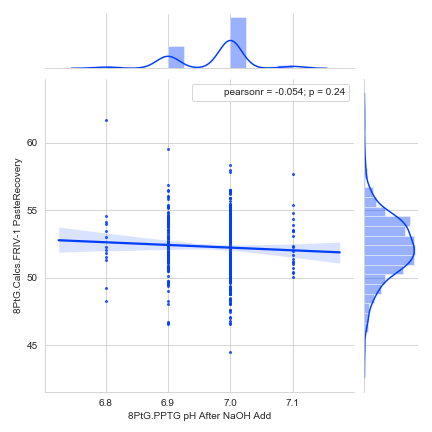 pearsonr = -0.054; p = 0.24
60
55
50
45
8PtG.Calcs.FRIV-1 PasteRecovery
6.8 6.9 7.0 7.1
8PtG.PPTG pH After NaOH Add